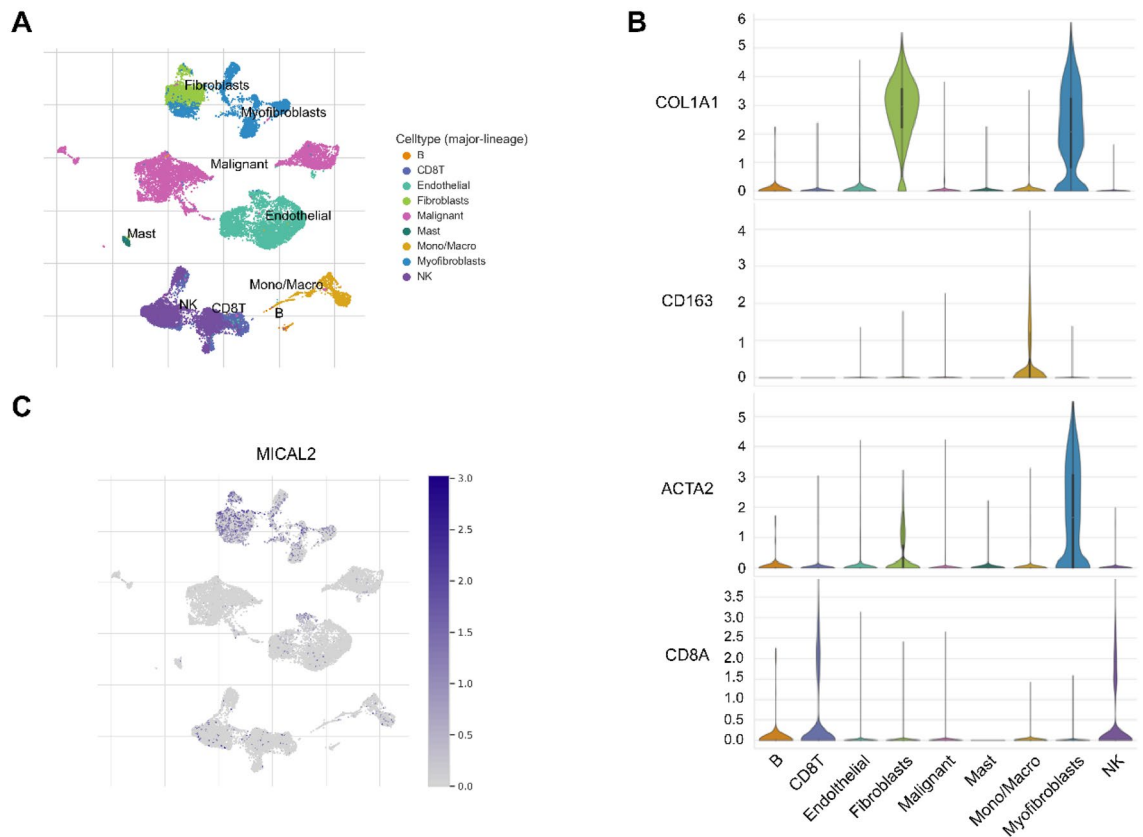 A
Fibroblasts
Myofibroblasts
Malignant
Endothelial
Mast
Mono/Macro
NK
CD8T
B
Celltype (major-lineage)
B
CD8T
Endothelial
Fibroblasts
Malignant
Mast
Mono/Macro
Myofibroblasts
NK
B
COL1A1
6
5
4
3
2
1
0
CD163
4
3
2
1
0
ACTA2
5
4
3
2
1
0
CD8A
3.5
3.0
2.5
2.0
1.5
1.0
0.5
0.0
B
CD8T
Endolthelial
Fibroblasts
Malignant
Mast
Mono/Macro
Myofibroblasts
NK
C
MICAL2
3.0
2.5
2.0
1.5
1.0
0.5
0.0